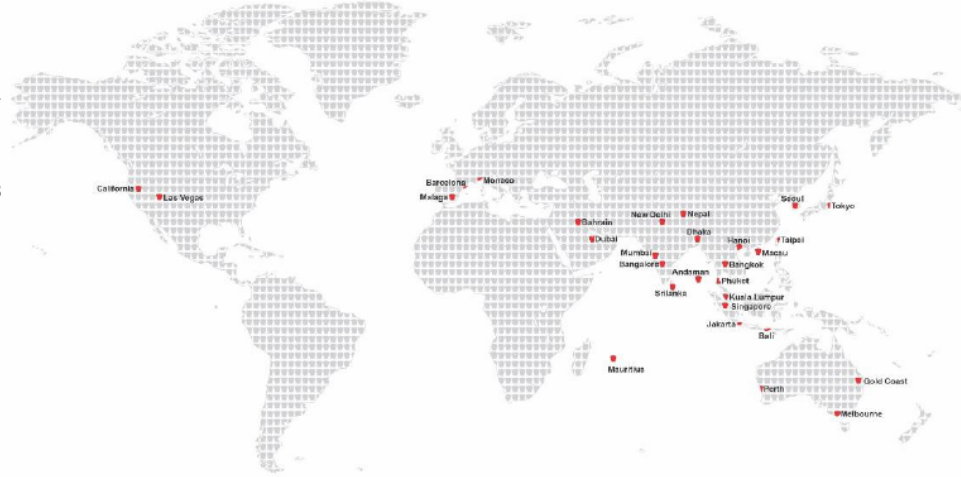 California
Las Vegas
Barcelona
Monaco
Malaga
Bahrain
Dubai
New Delhi
Nepal
Dhaka
Mumbai
Bangalore
Andaman
Srilanka
Seoul
Tokyo
Hanoi
Taipai
Macau
Bangkok
Phuket
Kuala Lumpur
Singapore
Jakarta
Bali
Mauritius
Perth
Gold Coast
Melbourne